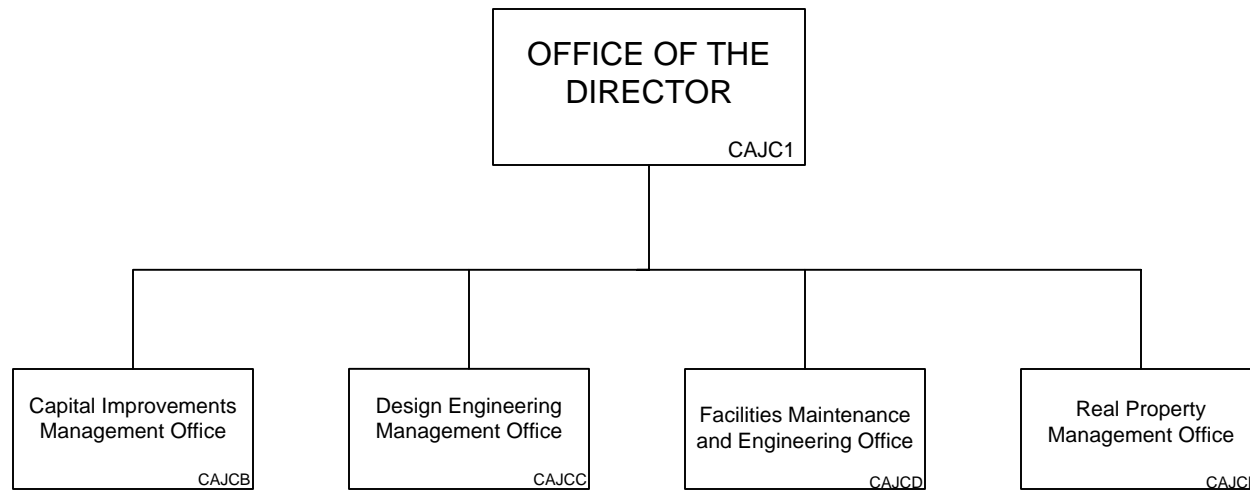 OFFICE OF THE
DIRECTOR
CAJC1
Capital Improvements
Management Office
CAJCB
Design Engineering
Management Office
CAJCC
Facilities Maintenance
and Engineering Office
CAJCD
Real Property
Management Office